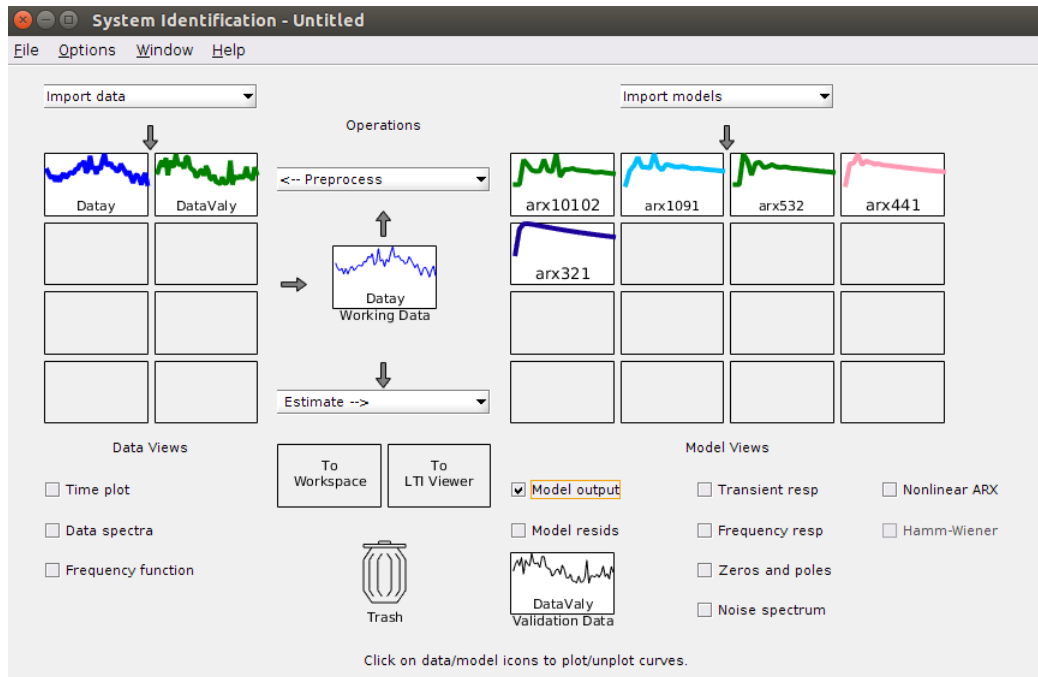 System Identification - Untitled
File Options Window Help
Import data
Import models
Operations
<-- Preprocess
Datay
DataValy
arx10102
arx1091
arx532
arx441
arx321
Datay
Working Data
Estimate -->
Data Views
Model Views
To
Workspace
To
LTI Viewer
Time plot
Data spectra
Frequency function
Model output
Transient resp
Nonlinear ARX
Model resids
Frequency resp
Hamm-Wiener
Zeros and poles
Noise spectrum
DataValy
Validation Data
Trash
Click on data/model icons to plot/unplot curves.